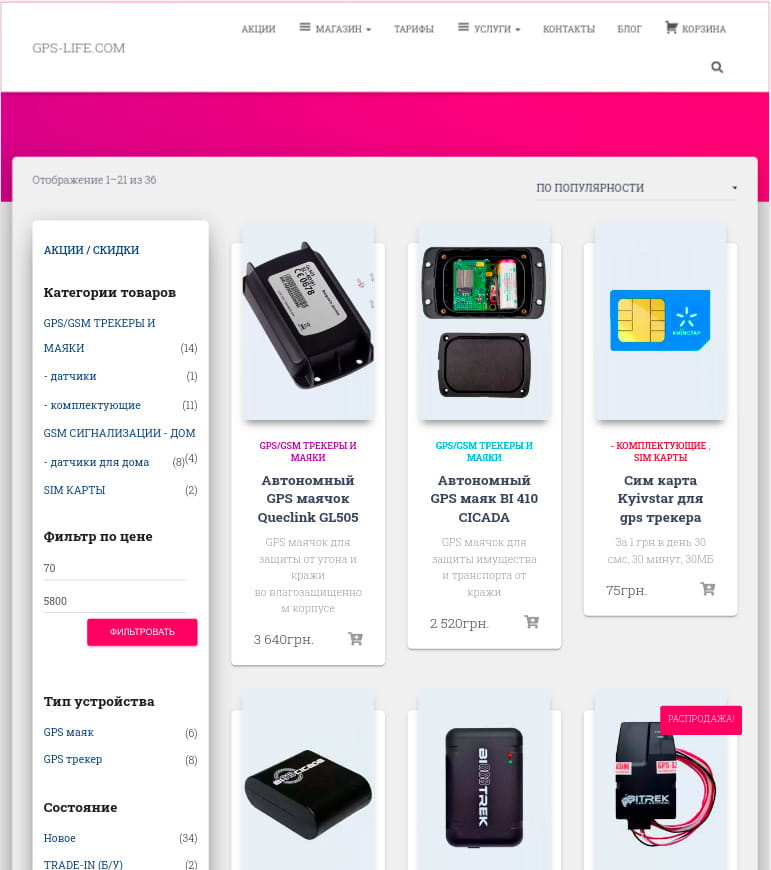 GPS-LIFE.COM
АКЦИИ
МАГАЗИН
ТАРИФЫ
УСЛУГИ
КОНТАКТЫ
БЛОГ
КОРЗИНА
Отображение 1–21 из 36
ПО ПОПУЛЯРНОСТИ
АКЦИИ / СКИДКИ
Категории товаров
GPS/GSM ТРЕКЕРЫ И
МАЯКИ (14)
- датчики (1)
- комплектующие (11)
GSM СИГНАЛИЗАЦИИ - ДОМ
(4)
- датчики для дома (8)
SIM КАРТЫ (2)
Фильтр по цене
70
5800
ФИЛЬТРОВАТЬ
Тип устройства
GPS маяк (6)
GPS трекер (8)
Состояние
Новое (34)
TRADE-IN (Б/У) (2)
CE 0678
GPS/GSM ТРЕКЕРЫ И
МАЯКИ
Автономный
GPS маячок
Queclink GL505
GPS маячок для
защиты от угона и
кражи
во влагозащищенно
м корпусе
3 640грн.
GPS/GSM ТРЕКЕРЫ И
МАЯКИ
Автономный
GPS маяк BI 410
CICADA
GPS маячок для
защиты имущества
и транспорта от
кражи
2 520грн.
КИЇВСТАР
- КОМПЛЕКТУЮЩИЕ ,
SIM КАРТЫ
Сим карта
Kyivstar для
gps трекера
За 1 грн в день 30
смс, 30 минут, 30МБ
75грн.
TREK
РАСПРОДАЖА!
BITREK